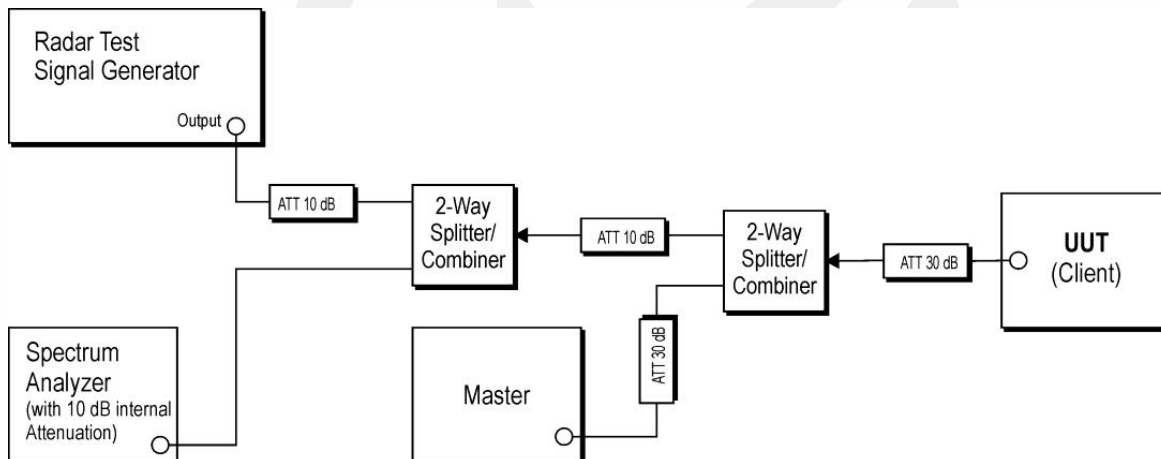 Radar Test
Signal Generator
Output
ATT 10 dB
2-Way
Splitter/
Combiner
ATT 10 dB
2-Way
Splitter/
Combiner
ATT 30 dB
UUT
(Client)
Spectrum
Analyzer
(with 10 dB internal
Attenuation)
Master
ATT 30 dB